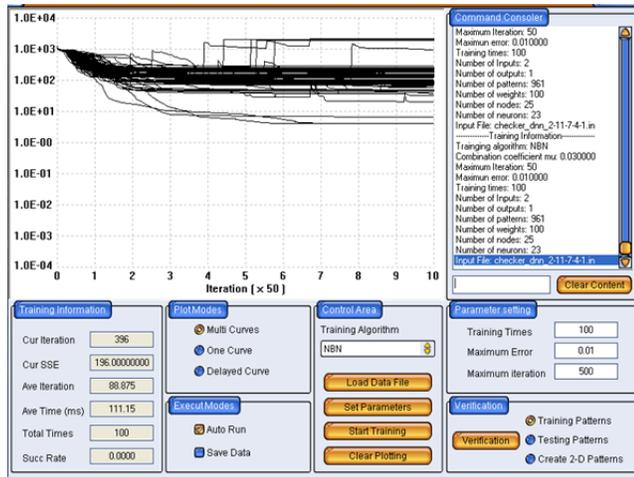 1.0E+04
1.0E+03
1.0E+02
1.0E+01
1.0E-00
1.0E-01
1.0E-02
1.0E-03
1.0E-04
0 1 2 3 4 5 6 7 8 9 10
Iteration ( x 50 )
Command Consoler
Maximum Iteration: 50
Maximun error: 0.010000
Training times: 100
Number of Inputs: 2
Number of outputs: 1
Number of patterns: 961
Number of weights: 100
Number of nodes: 25
Number of neurons: 23
Input File: checker_dnn_2-11-7-4-1.in
--------------Training Information--------------
Trainging algorithm: NBN
Combination coefficient mu: 0.030000
Maximum Iteration: 50
Maximun error: 0.010000
Training times: 100
Number of Inputs: 2
Number of outputs: 1
Number of patterns: 961
Number of weights: 100
Number of nodes: 25
Number of neurons: 23
Input File: checker_dnn_2-11-7-4-1.in
Clear Content
Training Information
Cur Iteration 396
Cur SSE 196.00000000
Ave Iteration 88.875
Ave Time (ms) 111.15
Total Times 100
Succ Rate 0.0000
Plot Modes
Multi Curves
One Curve
Delayed Curve
Execut Modes
Auto Run
Save Data
Control Area
Training Algorithm
NBN
Load Data File
Set Parameters
Start Training
Clear Plotting
Parameter setting
Training Times 100
Maximum Error 0.01
Maximum iteration 500
Verification
Verification
Training Patterns
Testing Patterns
Create 2-D Patterns